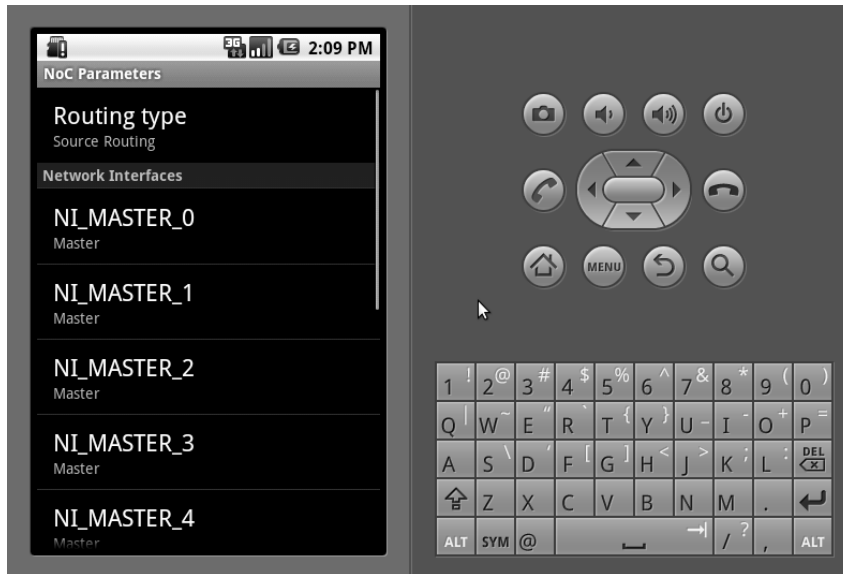 3G 2:09 PM
NoC Parameters
Routing type
Source Routing
Network Interfaces
NI_MASTER_0
Master
NI_MASTER_1
Master
NI_MASTER_2
Master
NI_MASTER_3
Master
NI_MASTER_4
Master
MENU
1 ! 2 @ 3 # 4 $ 5 % 6 ^ 7 & 8 * 9 ( 0 )
Q | W ~ E " R ` T { Y } U _ I - O + P =
A S \ D ' F [ G ] H < J > K ; L : DEL
Z X C V B N M .
ALT SYM @ / ? , ALT